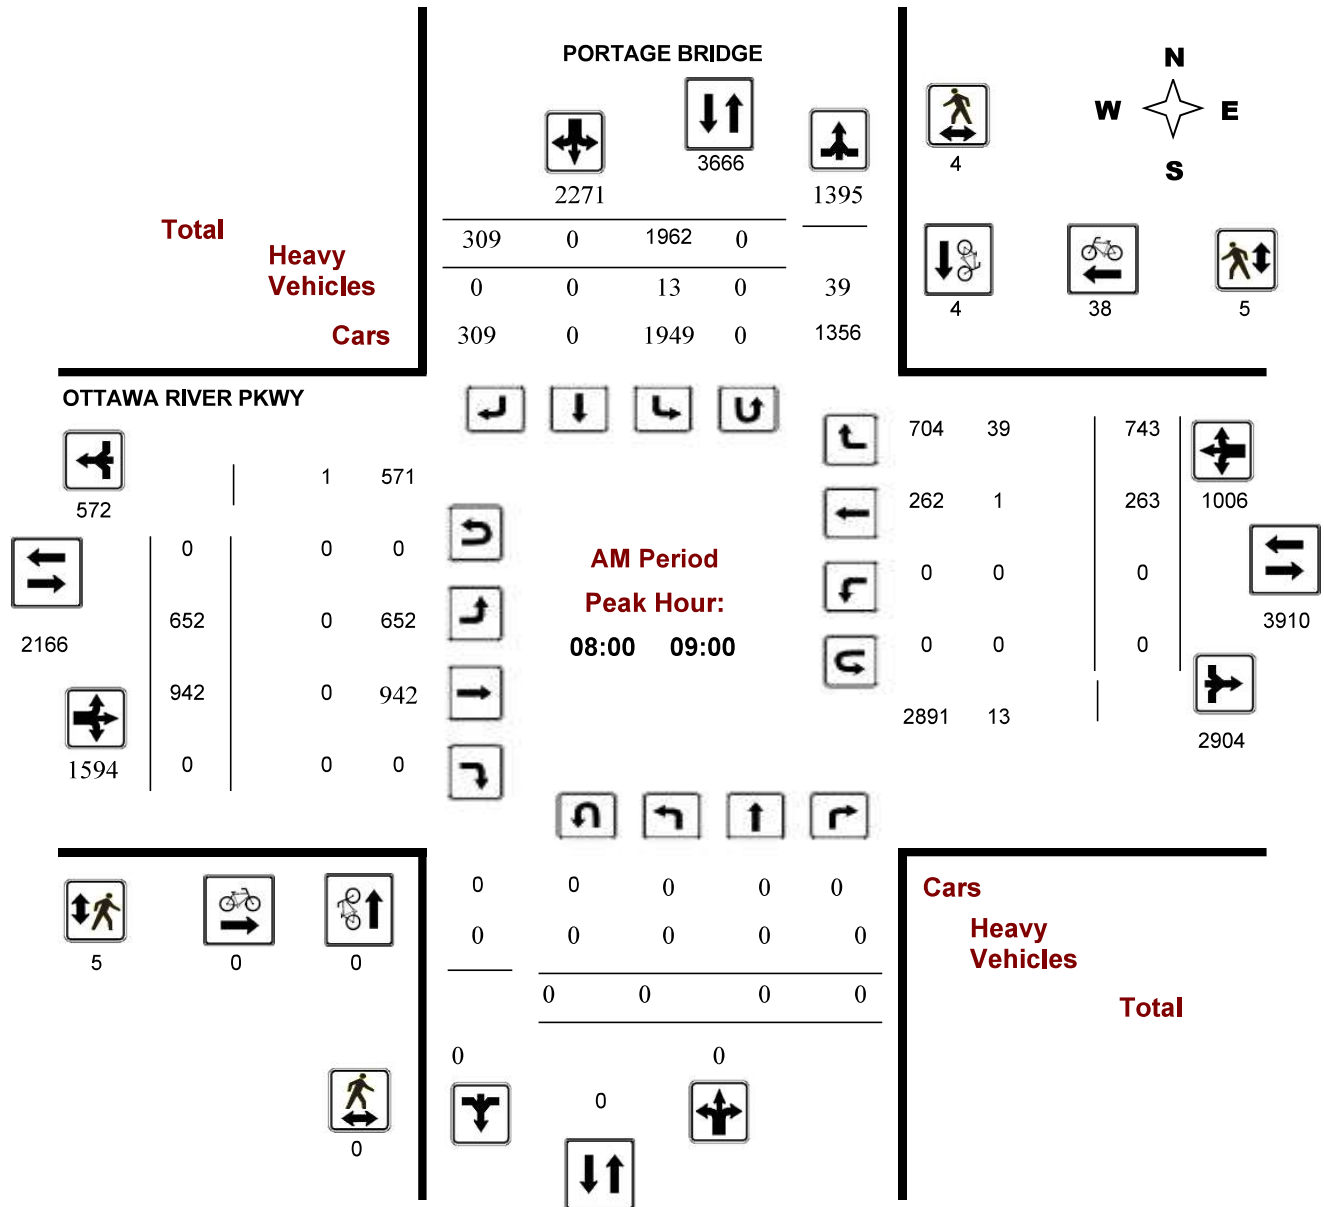 PORTAGE BRIDGE
N
W E
S
3666
4
2271 1395
Total
309 0 1962 0
Heavy
Vehicles
0 0 13 0 39
4 38 5
Cars
309 0 1949 0 1356
OTTAWA RIVER PKWY
704 39 743
1 571
572
262 1 263 1006
0 0 0
AM Period
0 0 0
Peak Hour:
652 0 652
3910
2166
08:00 09:00
0 0 0
942 0 942
2891 13
2904
1594 0 0 0
0 0 0 0 0
Cars
0 0 0 0 0
Heavy
Vehicles
5 0 0
0 0 0 0
Total
0 0
0
0